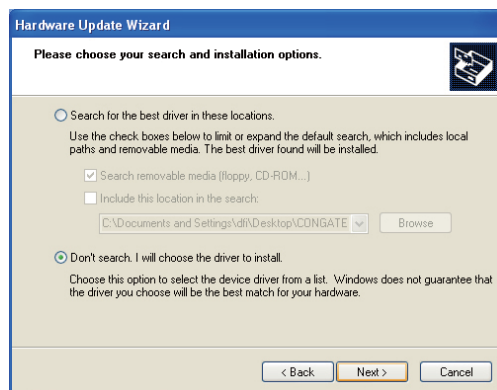 Hardware Update Wizard
Please choose your search and installation options.
Search for the best driver in these locations.
Use the check boxes below to limit or expand the default search, which includes local
paths and removable media. The best driver found will be installed.
Search removable media (floppy, CD-ROM...)
Include this location in the search:
C:\Documents and Settings\dfi\Desktop\CONGATE
Browse
Don't search. I will choose the driver to install.
Choose this option to select the device driver from a list. Windows does not guarantee that
the driver you choose will be the best match for your hardware.
< Back
Next >
Cancel